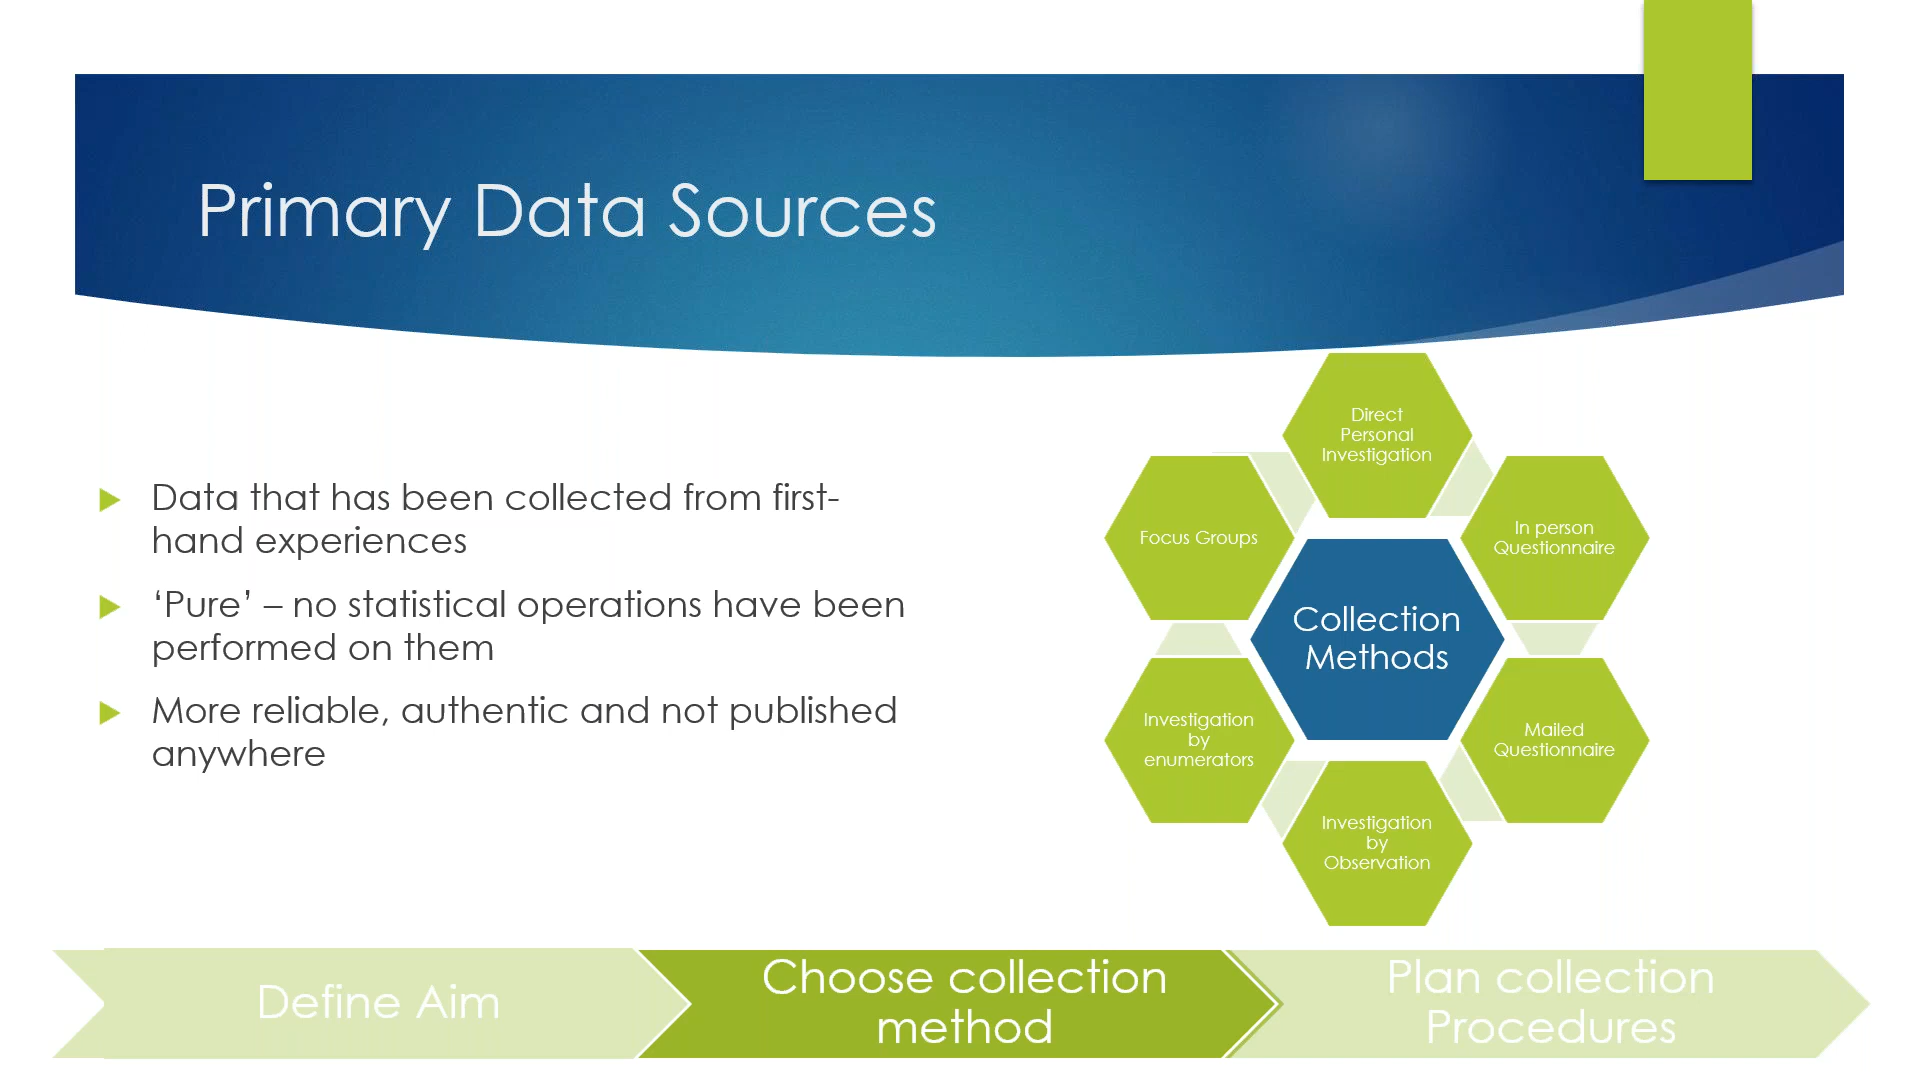 Primary Data Sources
Data that has been collected from first-
hand experiences
‘Pure’ – no statistical operations have been
performed on them
More reliable, authentic and not published
anywhere
Direct
Personal
Investigation
In person
Questionnaire
Mailed
Questionnaire
Investigation
by
Observation
Investigation
by
enumerators
Focus Groups
Collection
Methods
Define Aim
Choose collection
method
Plan collection
Procedures